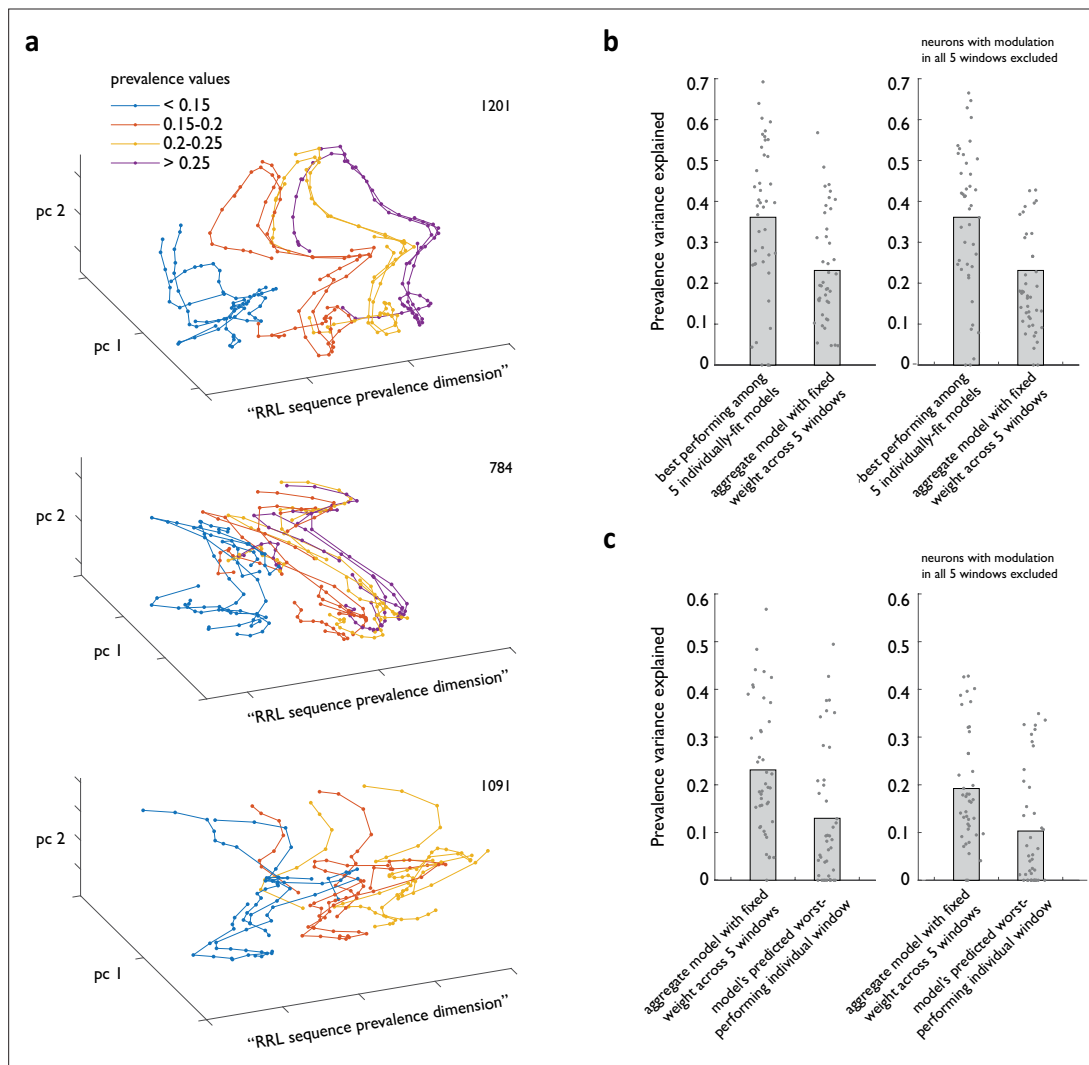 a
prevalence values
< 0.15
0.15-0.2
0.2-0.25
> 0.25
1201
pc 2
pc 1
“RRL sequence prevalence dimension”
784
pc 2
pc 1
“RRL sequence prevalence dimension”
1091
pc 2
pc 1
“RRL sequence prevalence dimension”
b
Prevalence variance explained
0.7
0.6
0.5
0.4
0.3
0.2
0.1
0
best performing among
5 individually-fit models
aggregate model with fixed
weight across 5 windows
neurons with modulation
in all 5 windows excluded
0.7
0.6
0.5
0.4
0.3
0.2
0.1
0
best performing among
5 individually-fit models
aggregate model with fixed
weight across 5 windows
c
Prevalence variance explained
0.6
0.5
0.4
0.3
0.2
0.1
0
aggregate model with fixed
weight across 5 windows
model’s predicted worst-
performing individual window
neurons with modulation
in all 5 windows excluded
0.6
0.5
0.4
0.3
0.2
0.1
0
aggregate model with fixed
weight across 5 windows
model’s predicted worst-
performing individual window